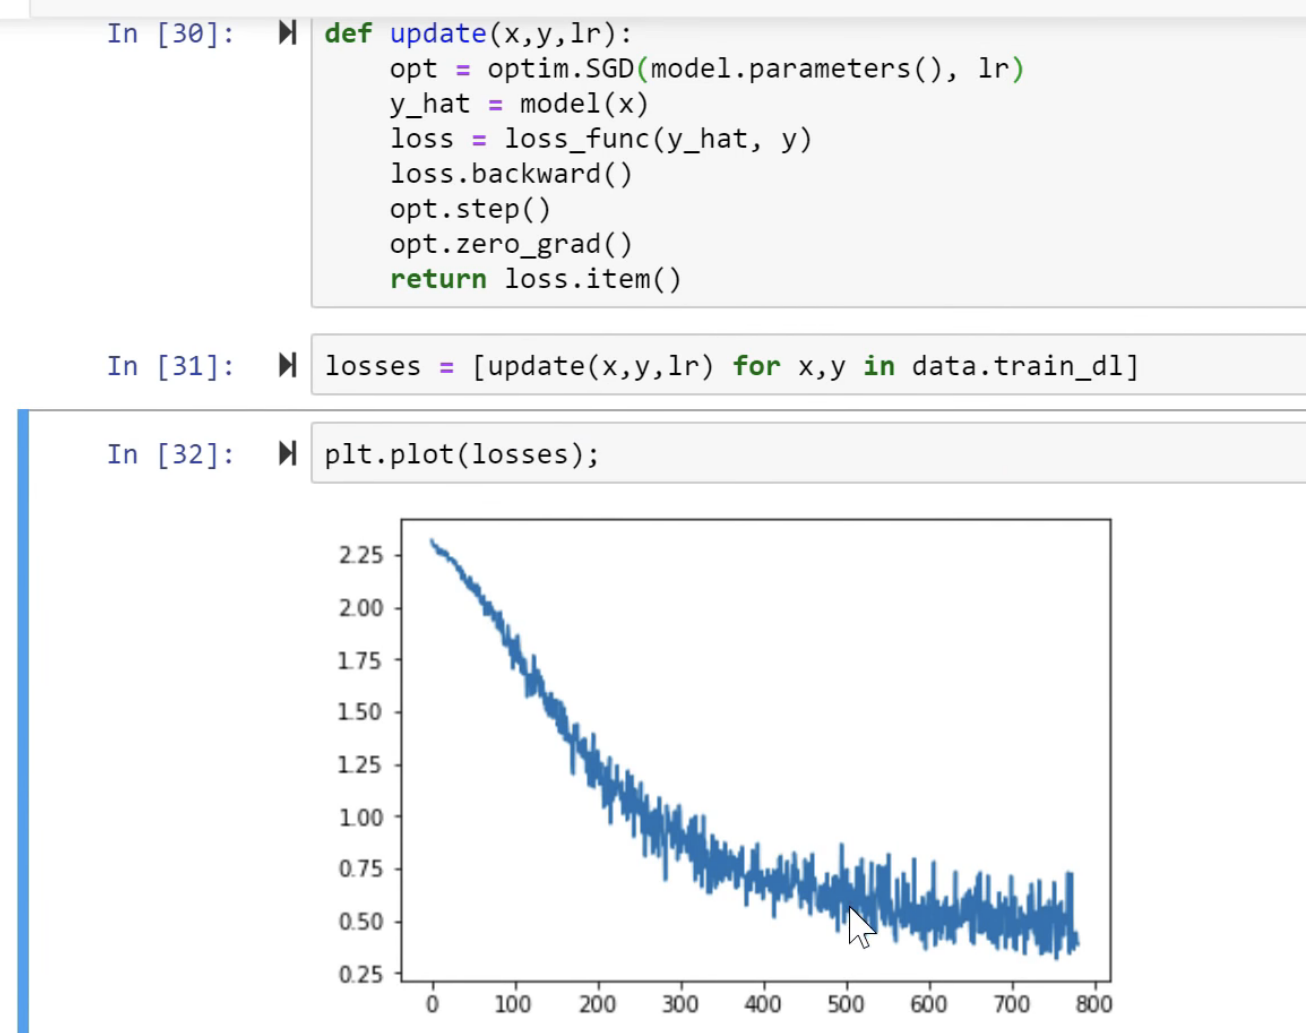 In [30]: def update(x,y,lr):
opt = optim.SGD(model.parameters(), lr)
y_hat = model(x)
loss = loss_func(y_hat, y)
loss.backward()
opt.step()
opt.zero_grad()
return loss.item()
In [31]: losses = [update(x,y,lr) for x,y in data.train_dl]
In [32]: plt.plot(losses);
2.25
2.00
1.75
1.50
1.25
1.00
0.75
0.50
0.25
0 100 200 300 400 500 600 700 800